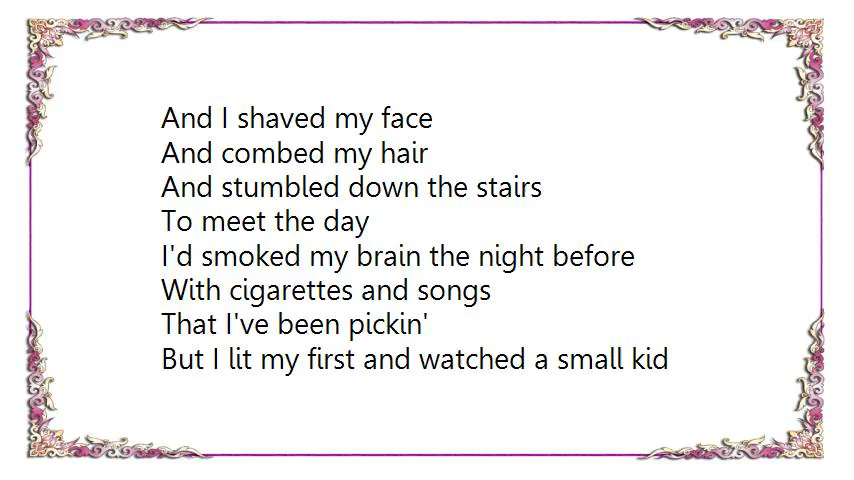 And I shaved my face
And combed my hair
And stumbled down the stairs
To meet the day
I'd smoked my brain the night before
With cigarettes and songs
That I've been pickin'
But I lit my first and watched a small kid